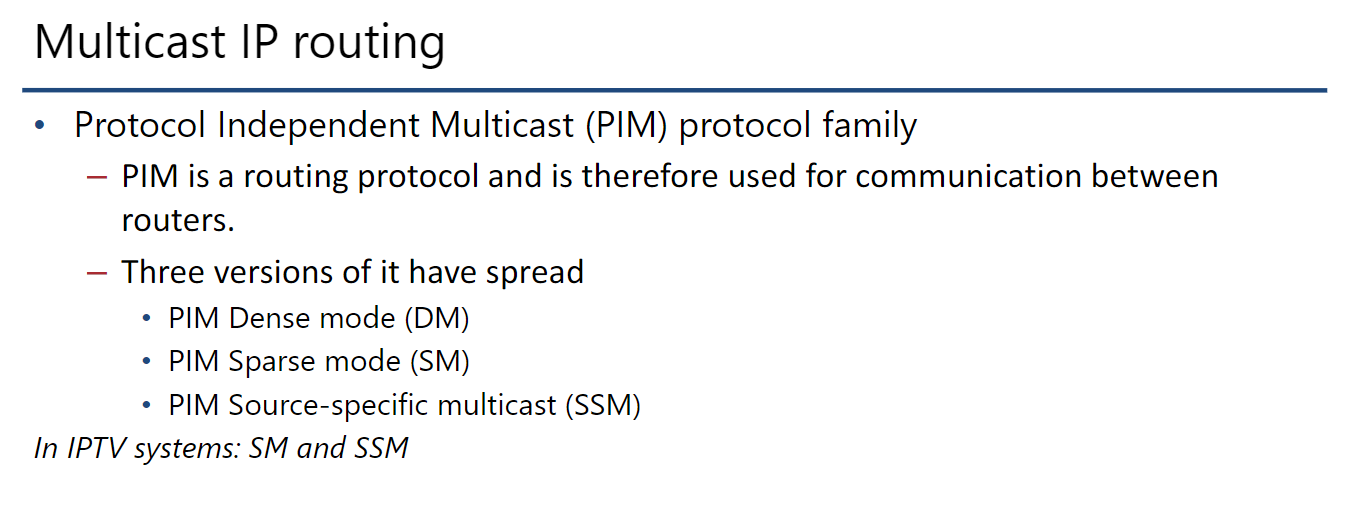 Multicast IP routing
• Protocol Independent Multicast (PIM) protocol family
– PIM is a routing protocol and is therefore used for communication between
routers.
– Three versions of it have spread
• PIM Dense mode (DM)
• PIM Sparse mode (SM)
• PIM Source-specific multicast (SSM)
In IPTV systems: SM and SSM